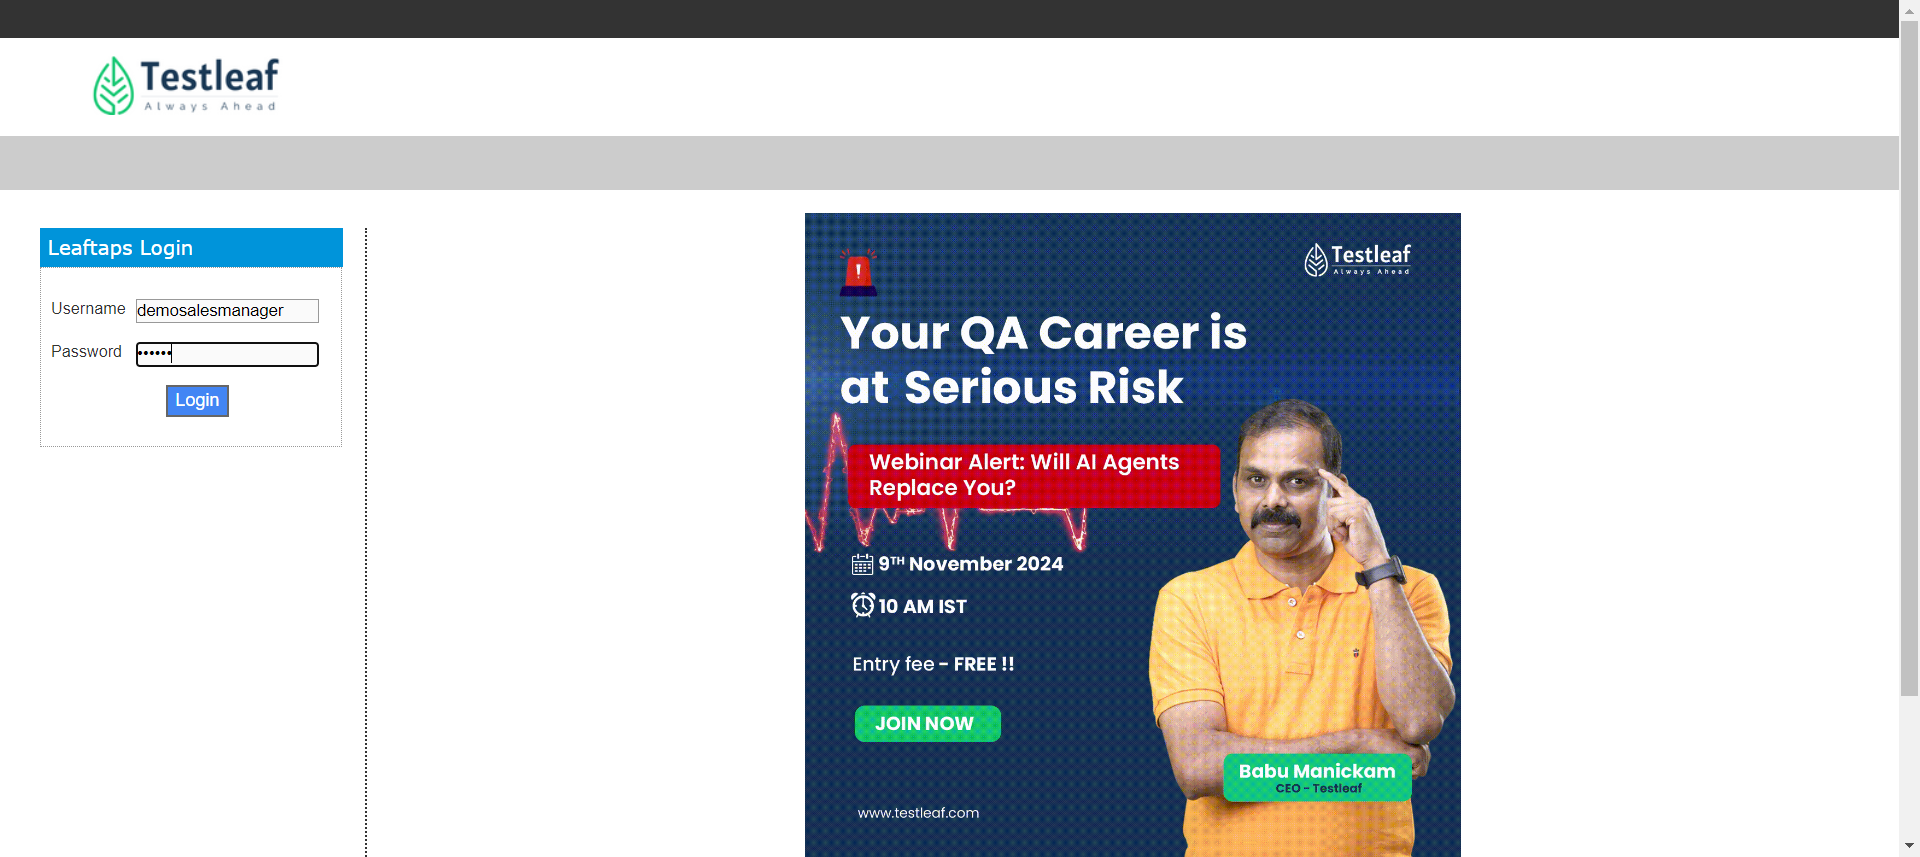 Testleaf
Always Ahead
Leaftaps Login
Username demosalesmanager
Password ••••••
Login
Testleaf
Always Ahead
Your QA Career is
at Serious Risk
Webinar Alert: Will AI Agents
Replace You?
9TH November 2024
10 AM IST
Entry fee - FREE !!
JOIN NOW
Babu Manickam
CEO - Testleaf
www.testleaf.com